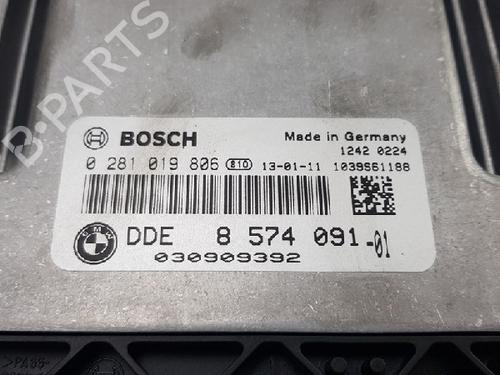 B-PARTS
BOSCH
Made in Germany
1242 0224
0 281 019 806 810 13-01-11 1039S61188
BMW
DDE 8 574 091-01
030909392